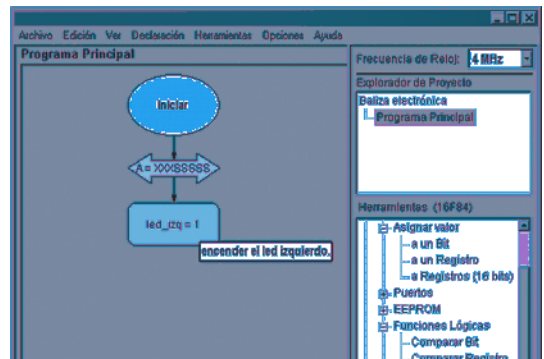 Archivo Edición Ver Declaración Herramientas Opciones Ayuda
Programa Principal
Iniciar
A= XXXSSSSS
led_izq = 1
encender el led izquierdo.
Frecuencia de Reloj: 4 MHz
Explorador de Proyecto
Baliza electrónica
Programa Principal
Herramientas (16F84)
Asignar valor
a un Bit
a un Registro
a Registros (16 bits)
Puertos
EEPROM
Funciones Lógicas
Comparar Bit
Comparar Registro